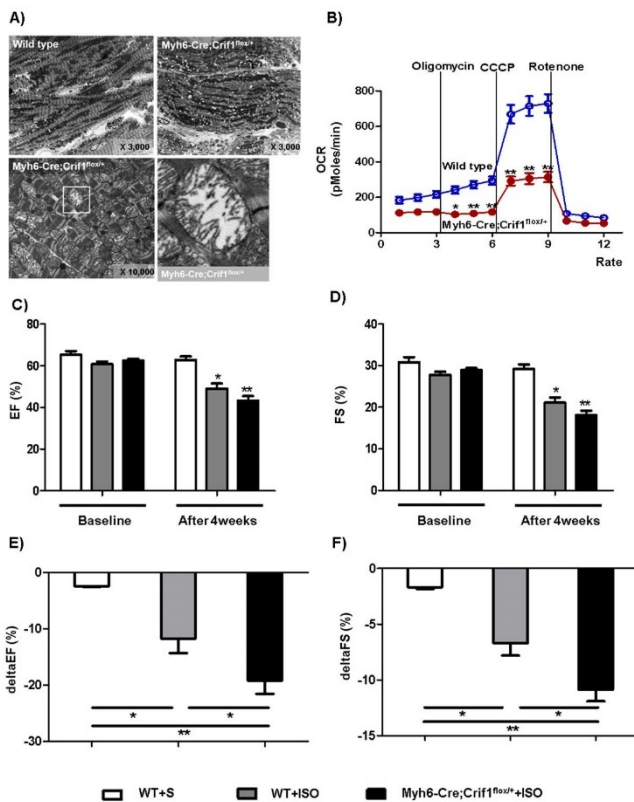 A)
Wild type
X 3,000
Myh6-Cre;Crif1flox/+
X 3,000
Myh6-Cre;Crif1flox/+
X 10,000
Myh6-Cre;Crif1flox/+
B)
Oligomycin CCCP Rotenone
800
600
400
200
0
OCR
(pMoles/min)
Wild type
** ** **
* ** **
Myh6-Cre;Crif1flox/+
0 3 6 9 12
Rate
C)
80
60
40
20
0
EF (%)
*
**
Baseline After 4weeks
D)
40
30
20
10
0
FS (%)
*
**
Baseline After 4weeks
E)
0
-10
-20
-30
deltaEF (%)
* *
**
F)
0
-5
-10
-15
deltaFS (%)
* *
**
WT+S WT+ISO Myh6-Cre;Crif1flox/++ISO